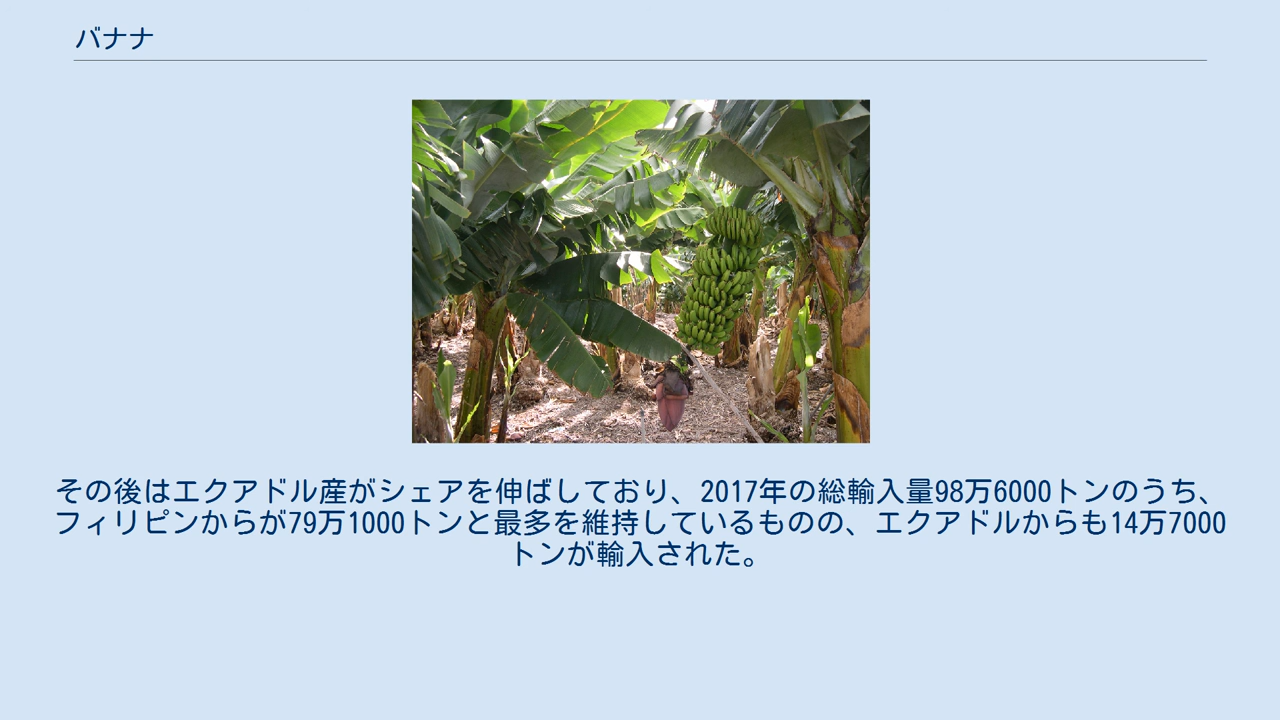 バナナ
その後はエクアドル産がシェアを伸ばしており、2017年の総輸入量98万6000トンのうち、
フィリピンからが79万1000トンと最多を維持しているものの、エクアドルからも14万7000
トンが輸入された。